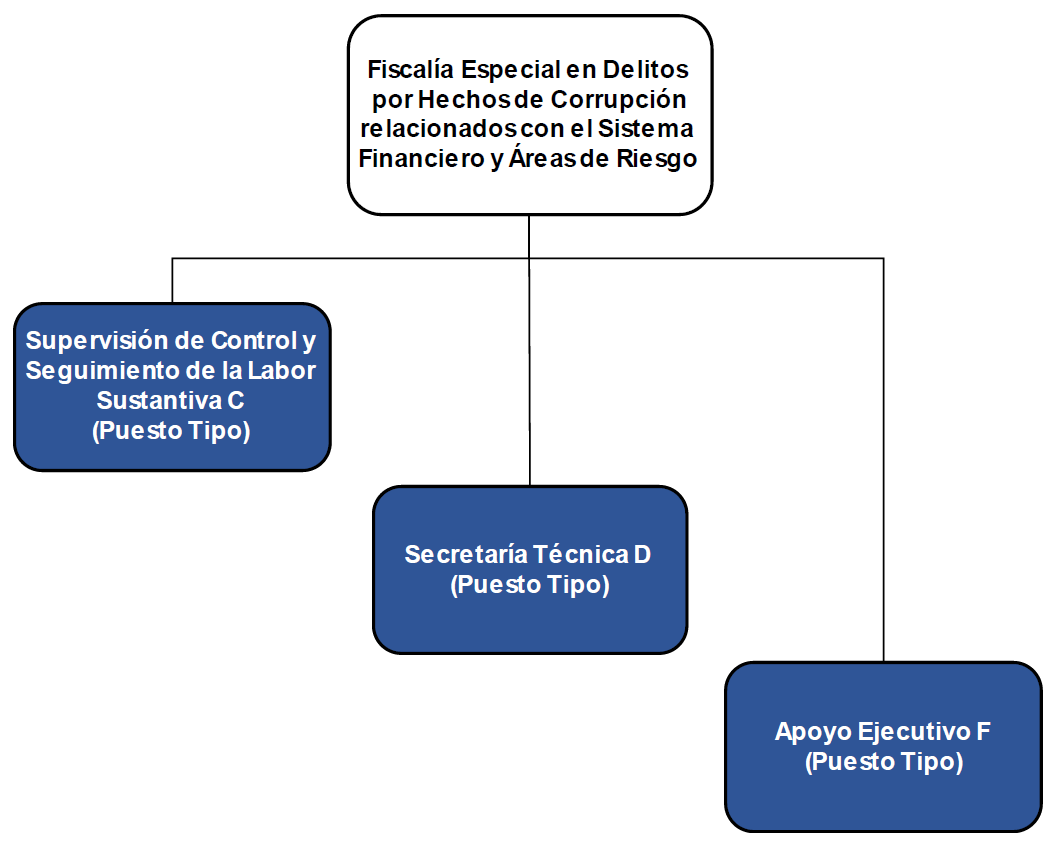 Fiscalía Especial en Delitos
por Hechos de Corrupción
relacionados con el Sistema
Financiero y Áreas de Riesgo
Supervisión de Control y
Seguimiento de la Labor
Sustantiva C
(Puesto Tipo)
Secretaría Técnica D
(Puesto Tipo)
Apoyo Ejecutivo F
(Puesto Tipo)